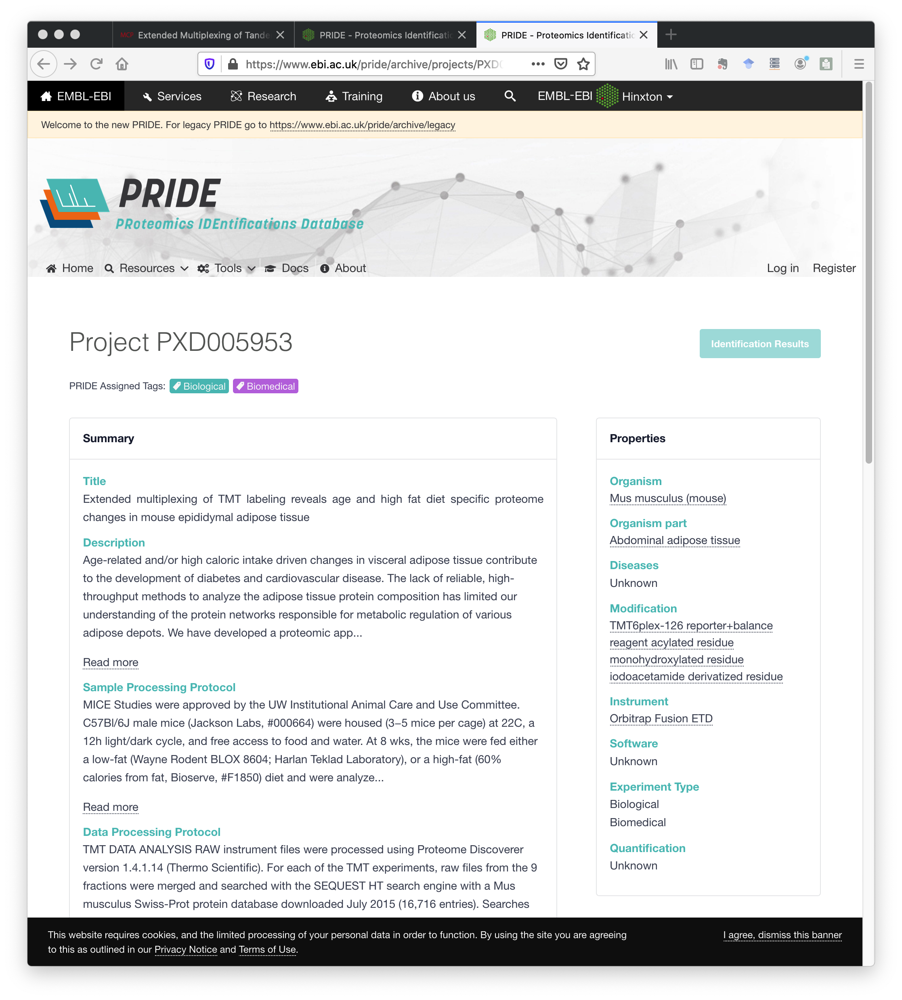 MCP Extended Multiplexing of Tande
PRIDE - Proteomics Identificatic
PRIDE - Proteomics Identificatic
https://www.ebi.ac.uk/pride/archive/projects/PXD
EMBL-EBI Services Research Training About us EMBL-EBI Hinxton
Welcome to the new PRIDE. For legacy PRIDE go to https://www.ebi.ac.uk/pride/archive/legacy
PRIDE
PRoteomics IDEntifications Database
Home Resources Tools Docs About Log in Register
Project PXD005953
Identification Results
PRIDE Assigned Tags: Biological Biomedical
Summary
Title
Extended multiplexing of TMT labeling reveals age and high fat diet specific proteome
changes in mouse epididymal adipose tissue
Description
Age-related and/or high caloric intake driven changes in visceral adipose tissue contribute
to the development of diabetes and cardiovascular disease. The lack of reliable, high-
throughput methods to analyze the adipose tissue protein composition has limited our
understanding of the protein networks responsible for metabolic regulation of various
adipose depots. We have developed a proteomic app...
Read more
Sample Processing Protocol
MICE Studies were approved by the UW Institutional Animal Care and Use Committee.
C57Bl/6J male mice (Jackson Labs, #000664) were housed (3–5 mice per cage) at 22C, a
12h light/dark cycle, and free access to food and water. At 8 wks, the mice were fed either
a low-fat (Wayne Rodent BLOX 8604; Harlan Teklad Laboratory), or a high-fat (60%
calories from fat, Bioserve, #F1850) diet and were analyze...
Read more
Data Processing Protocol
TMT DATA ANALYSIS RAW instrument files were processed using Proteome Discoverer
version 1.4.1.14 (Thermo Scientific). For each of the TMT experiments, raw files from the 9
fractions were merged and searched with the SEQUEST HT search engine with a Mus
musculus Swiss-Prot protein database downloaded July 2015 (16,716 entries). Searches
Properties
Organism
Mus musculus (mouse)
Organism part
Abdominal adipose tissue
Diseases
Unknown
Modification
TMT6plex-126 reporter+balance
reagent acylated residue
monohydroxylated residue
iodoacetamide derivatized residue
Instrument
Orbitrap Fusion ETD
Software
Unknown
Experiment Type
Biological
Biomedical
Quantification
Unknown
This website requires cookies, and the limited processing of your personal data in order to function. By using the site you are agreeing
to this as outlined in our Privacy Notice and Terms of Use.
I agree, dismiss this banner